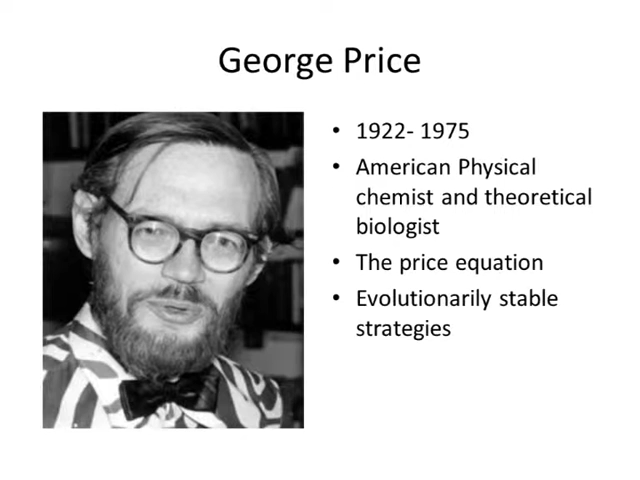 George Price
• 1922- 1975
• American Physical
chemist and theoretical
biologist
• The price equation
• Evolutionarily stable
strategies